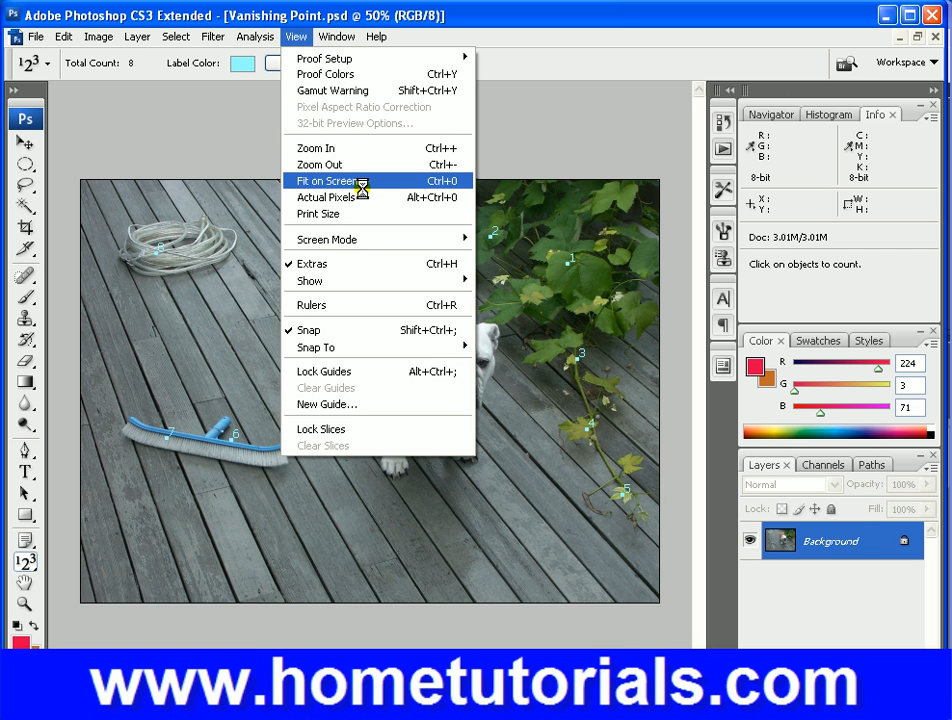 Ps Adobe Photoshop CS3 Extended - [Vanishing Point.psd @ 50% (RGB/8)]
File Edit Image Layer Select Filter Analysis View Window Help
123 Total Count: 8 Label Color: Workspace
Ps
Proof Setup
Proof Colors Ctrl+Y
Gamut Warning Shift+Ctrl+Y
Pixel Aspect Ratio Correction
32-bit Preview Options...
Zoom In Ctrl++
Zoom Out Ctrl+-
Fit on Screen Ctrl+0
Actual Pixels Alt+Ctrl+0
Print Size
Screen Mode
Extras Ctrl+H
Show
Rulers Ctrl+R
Snap Shift+Ctrl+;
Snap To
Lock Guides Alt+Ctrl+;
Clear Guides
New Guide...
Lock Slices
Clear Slices
8
2
1
3
4
7 6
5
T
123
A
Navigator Histogram Info
R: C:
G: M:
B: Y:
K:
8-bit 8-bit
X: W:
Y: H:
Doc: 3.01M/3.01M
Click on objects to count.
Color Swatches Styles
R 224
G 3
B 71
Layers Channels Paths
Normal Opacity: 100%
Lock: Fill: 100%
Background
www.hometutorials.com